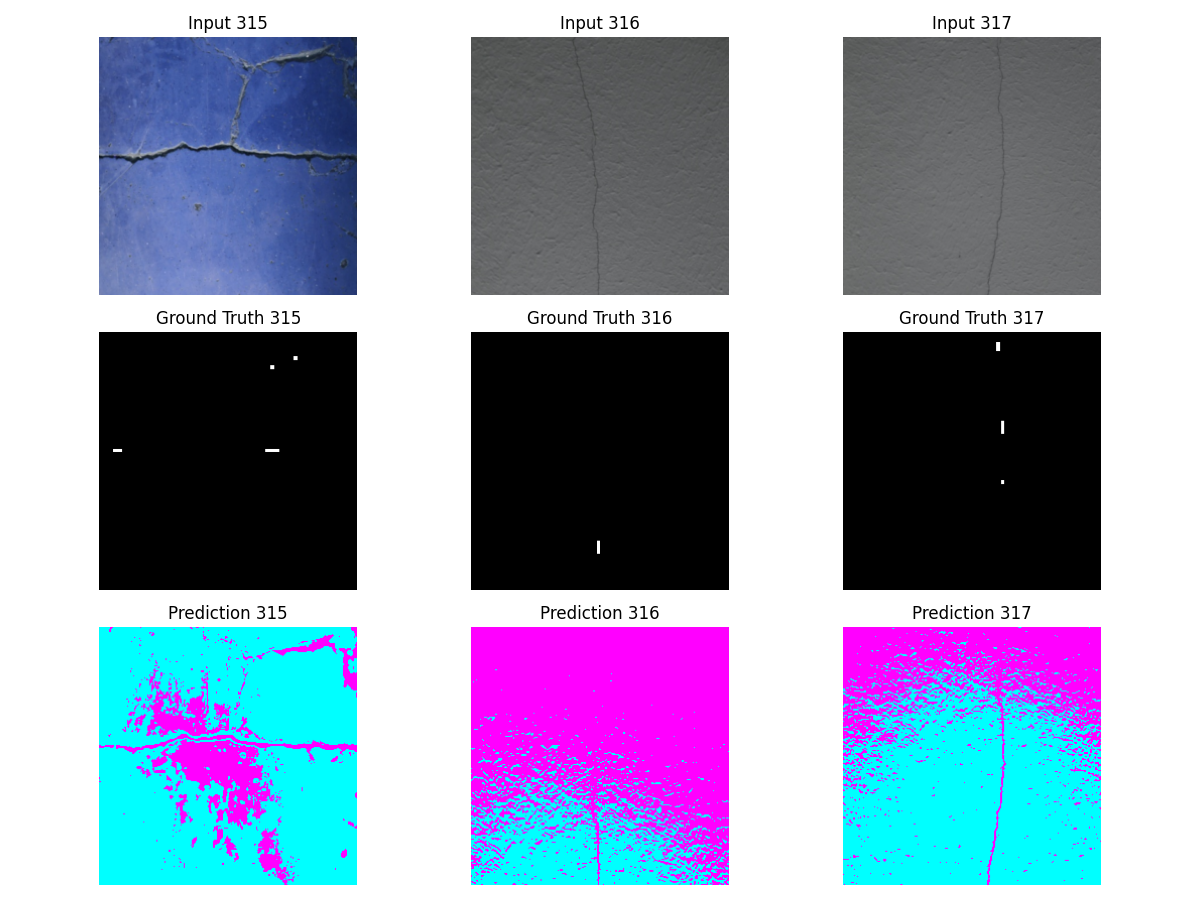 Input 315
Input 316
Input 317
Ground Truth 315
Ground Truth 316
Ground Truth 317
Prediction 315
Prediction 316
Prediction 317